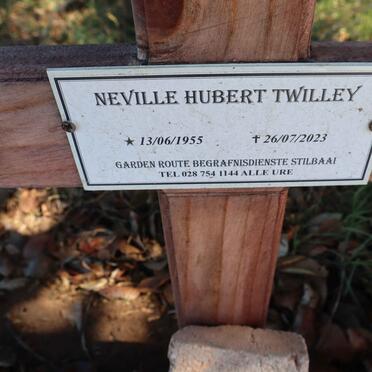 NEVILLE HUBERT TWILLEY
★ 13/06/1955 ✝ 26/07/2023
GARDEN ROUTE BEGRAFNISDIENSTE STILBAAI
TEL 028 754 1144 ALLE URE